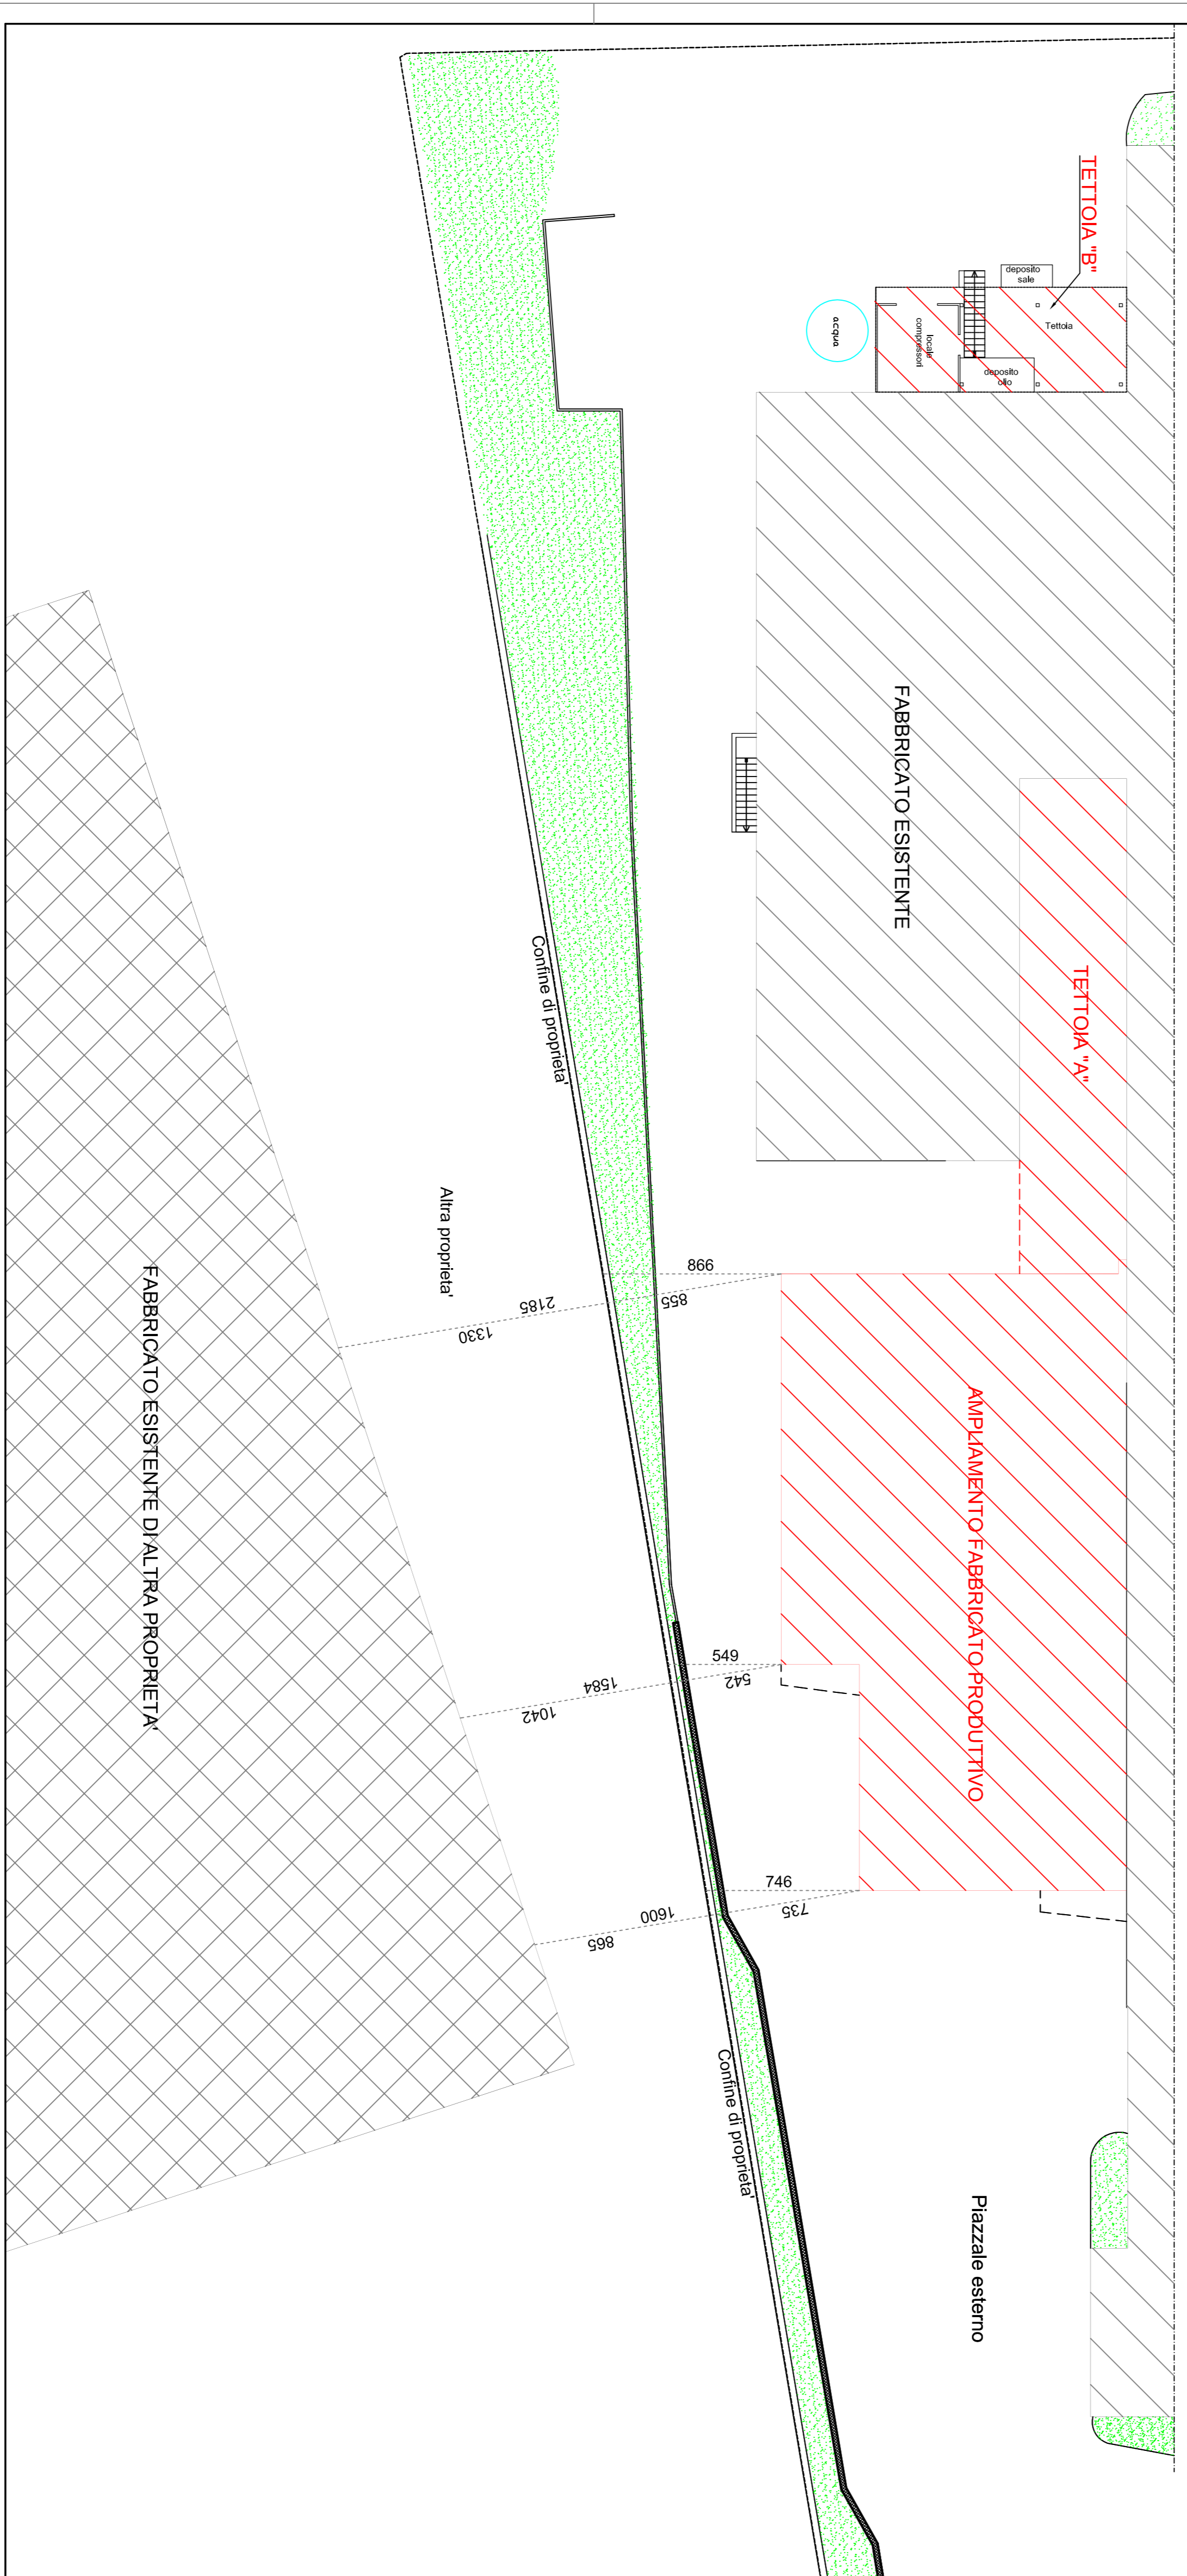 TETTOIA "B"
deposito
sale
Tettoia
locale
compressori
deposito
olio
acqua
FABBRICATO ESISTENTE
TETTOIA "A"
Confine di proprieta'
Altra proprieta'
866
855
2185
1330
FABBRICATO ESISTENTE DI ALTRA PROPRIETA'
AMPLIAMENTO FABBRICATO PRODUTTIVO
549
542
1584
1042
746
735
1600
865
Confine di proprieta'
Piazzale esterno